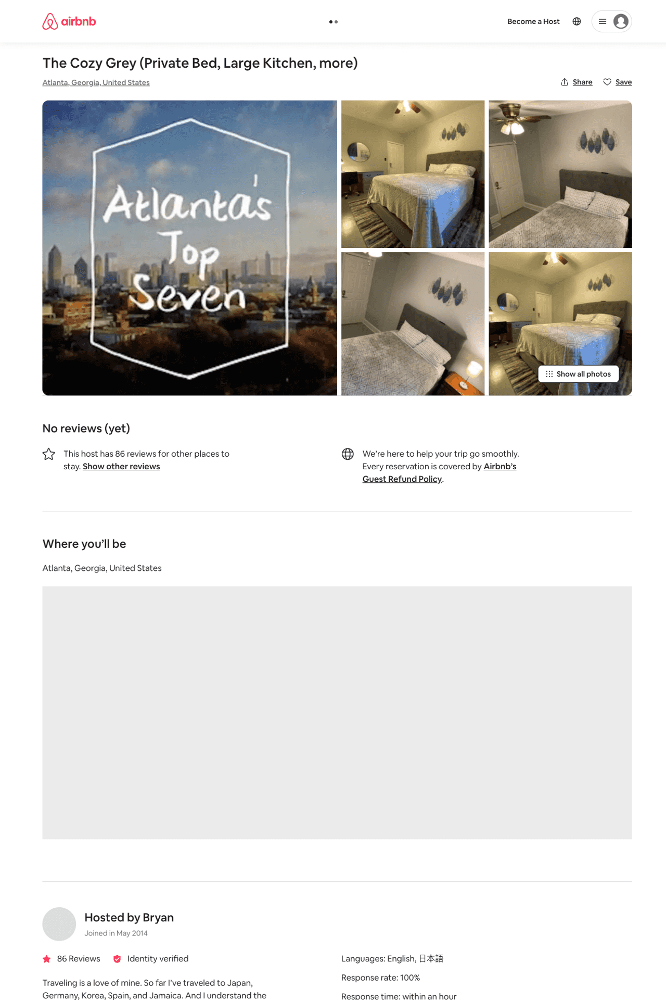 airbnb
Become a Host
The Cozy Grey (Private Bed, Large Kitchen, more)
Atlanta, Georgia, United States
Share
Save
Atlanta's
Top
Seven
Show all photos
No reviews (yet)
This host has 86 reviews for other places to
stay. Show other reviews
We’re here to help your trip go smoothly.
Every reservation is covered by Airbnb’s
Guest Refund Policy.
Where you’ll be
Atlanta, Georgia, United States
Hosted by Bryan
Joined in May 2014
86 Reviews
Identity verified
Traveling is a love of mine. So far I’ve traveled to Japan,
Germany, Korea, Spain, and Jamaica. And I understand the
Languages: English, 日本語
Response rate: 100%
Response time: within an hour